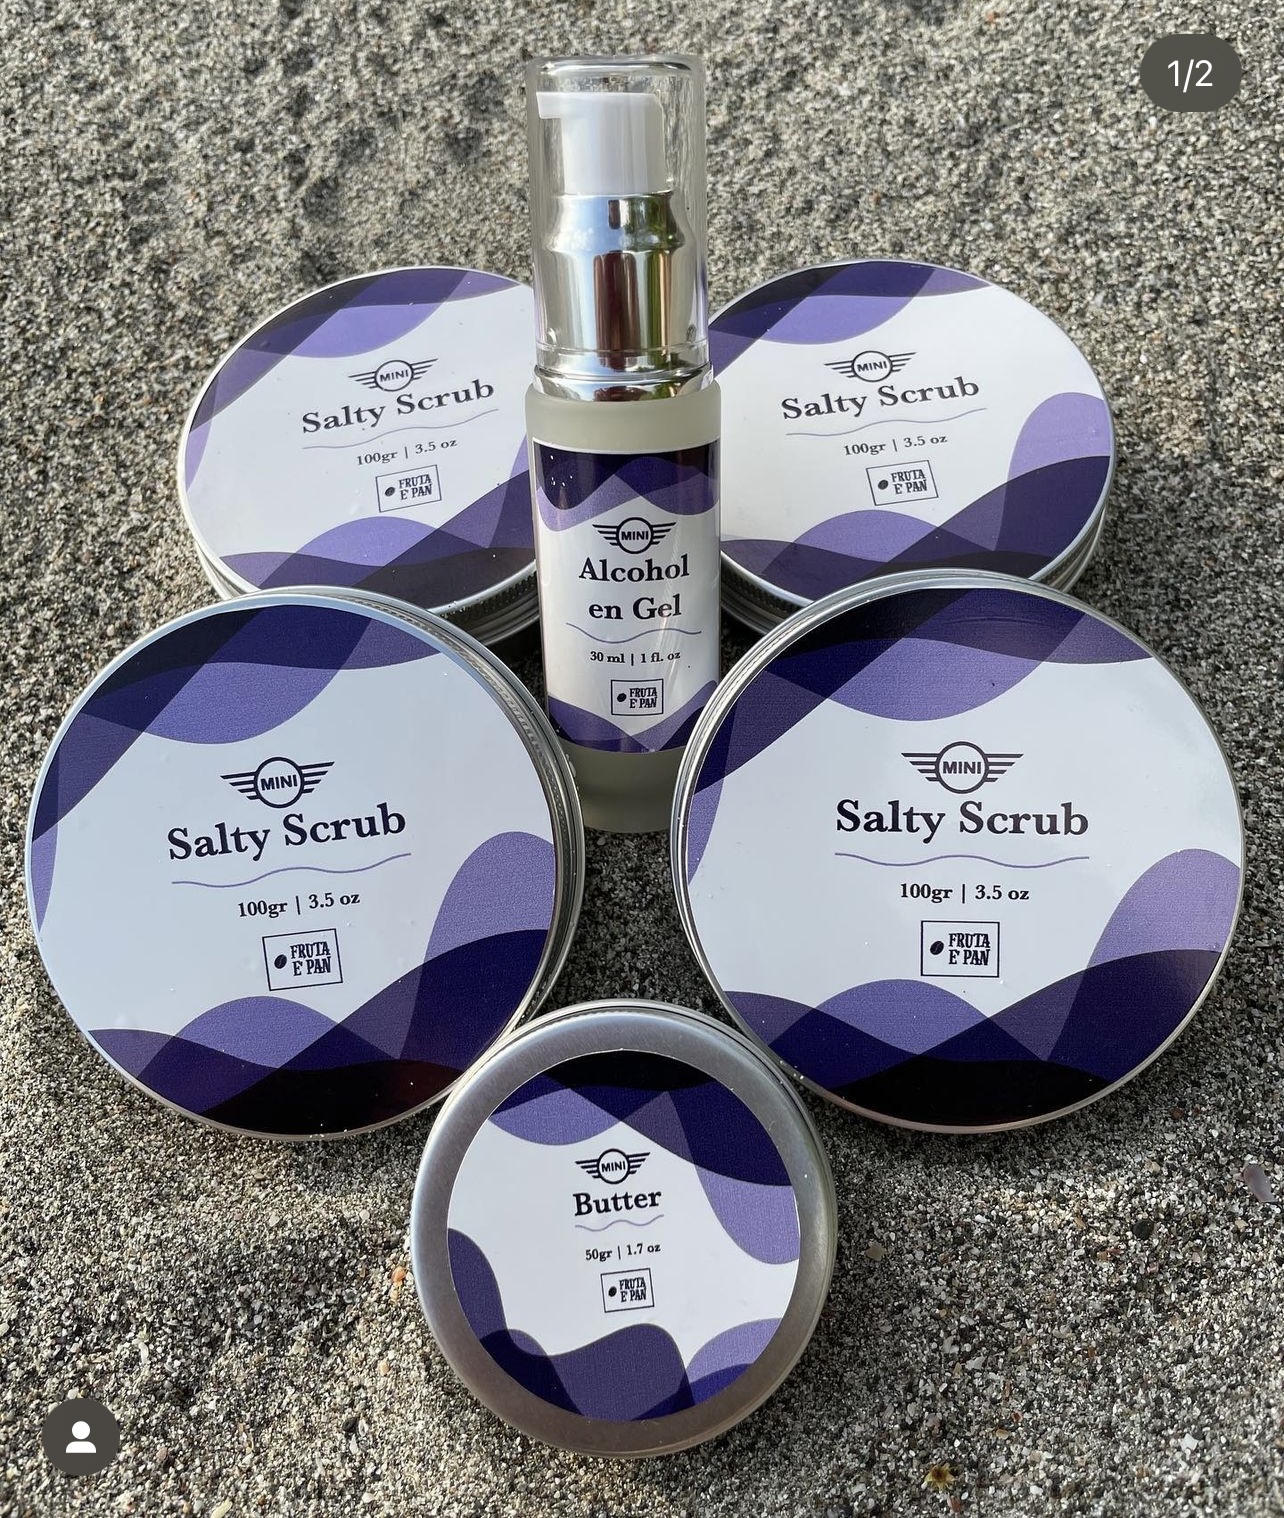 1/2
MINI
Salty Scrub
100gr | 3.5 oz
FRUTA
E' PAN
MINI
Salty Scrub
100gr | 3.5 oz
FRUTA
E' PAN
MINI
Alcohol
en Gel
30 ml | 1 fl. oz
FRUTA
E' PAN
MINI
Salty Scrub
100gr | 3.5 oz
FRUTA
E' PAN
MINI
Salty Scrub
100gr | 3.5 oz
FRUTA
E' PAN
MINI
Butter
50gr | 1.7 oz
FRUTA
E' PAN